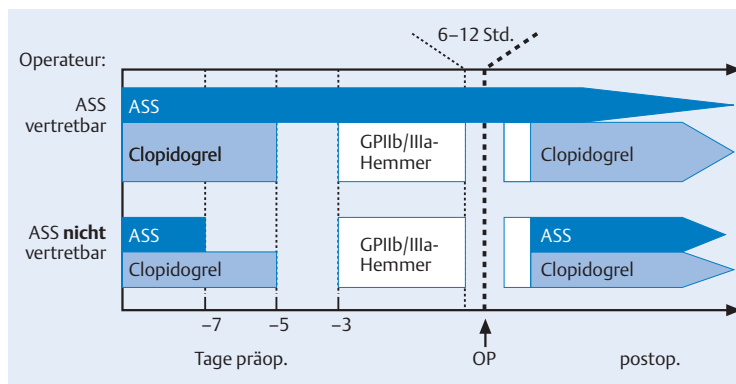 6–12 Std.
Operateur:
ASS
vertretbar
ASS
Clopidogrel
GPIIb/IIIa-
Hemmer
Clopidogrel
ASS nicht
vertretbar
ASS
Clopidogrel
GPIIb/IIIa-
Hemmer
ASS
Clopidogrel
–7
–5
–3
Tage präop.
OP
postop.